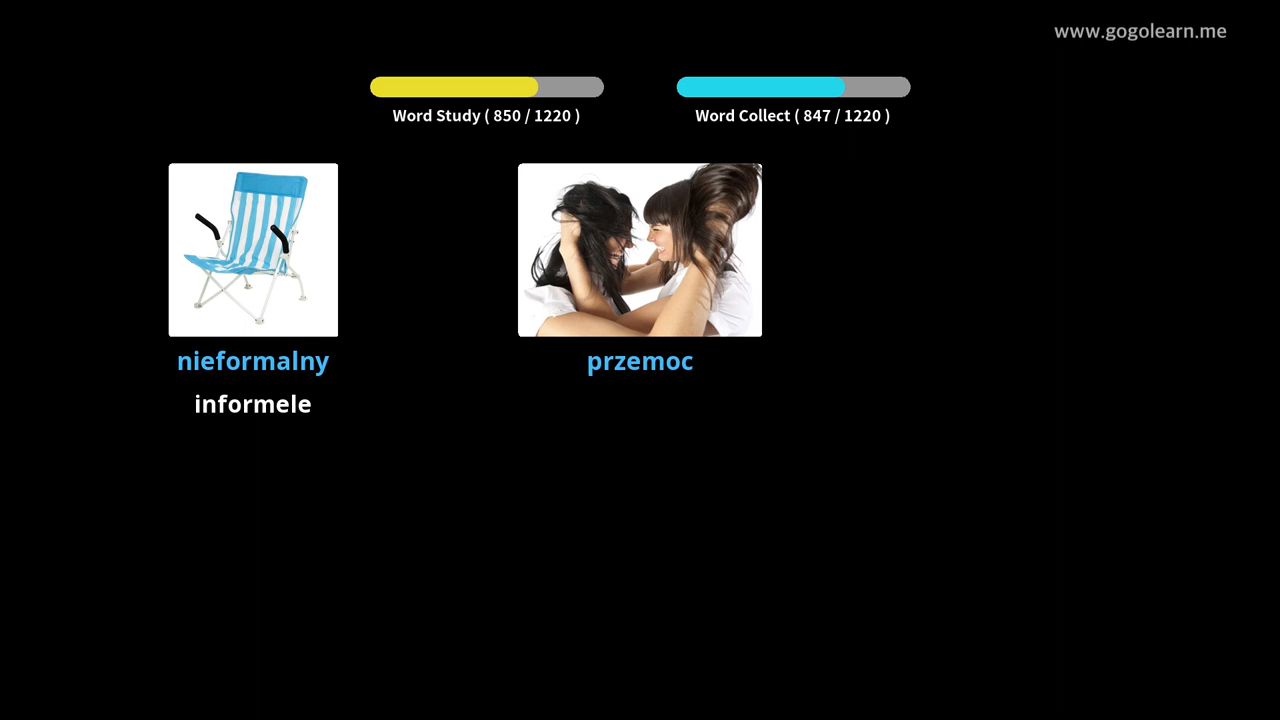 www.gogolearn.me
Word Study ( 850 / 1220 )
Word Collect ( 847 / 1220 )
nieformalny
przemoc
informele